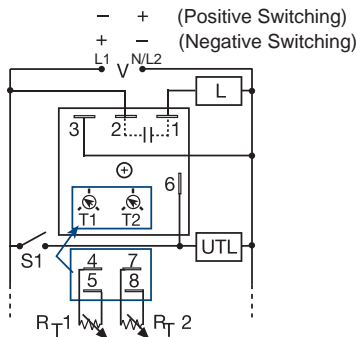 − + (Positive Switching)
+ − (Negative Switching)
L1 V N/L2
L
3 2 1
6
T1 T2
S1 UTL
4 7
5 8
RT1 RT2